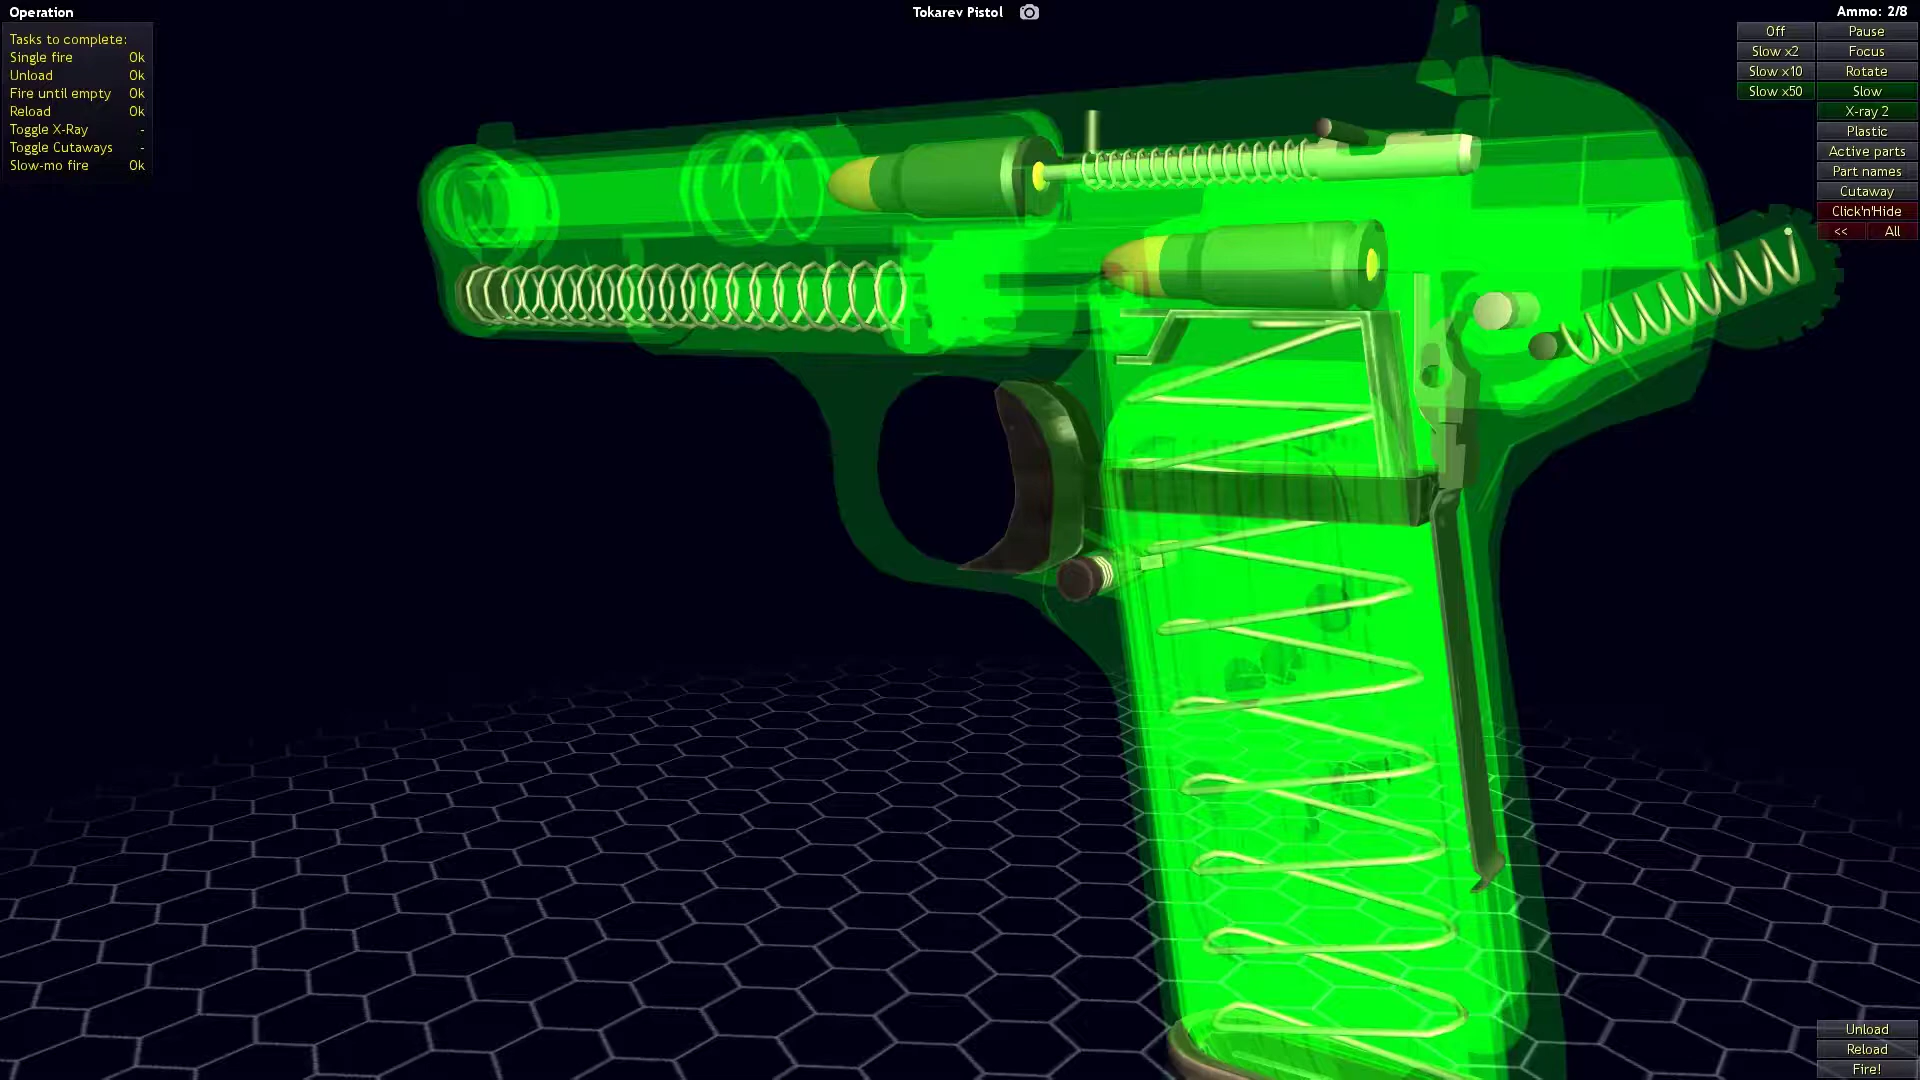 Operation
Tasks to complete:
Single fire Ok
Unload Ok
Fire until empty Ok
Reload Ok
Toggle X-Ray -
Toggle Cutaways -
Slow-mo fire Ok
Tokarev Pistol
Ammo: 2/8
Off Pause
Slow x2 Focus
Slow x10 Rotate
Slow x50 Slow
X-ray 2
Plastic
Active parts
Part names
Cutaway
Click'n'Hide
<< All
Unload
Reload
Fire!